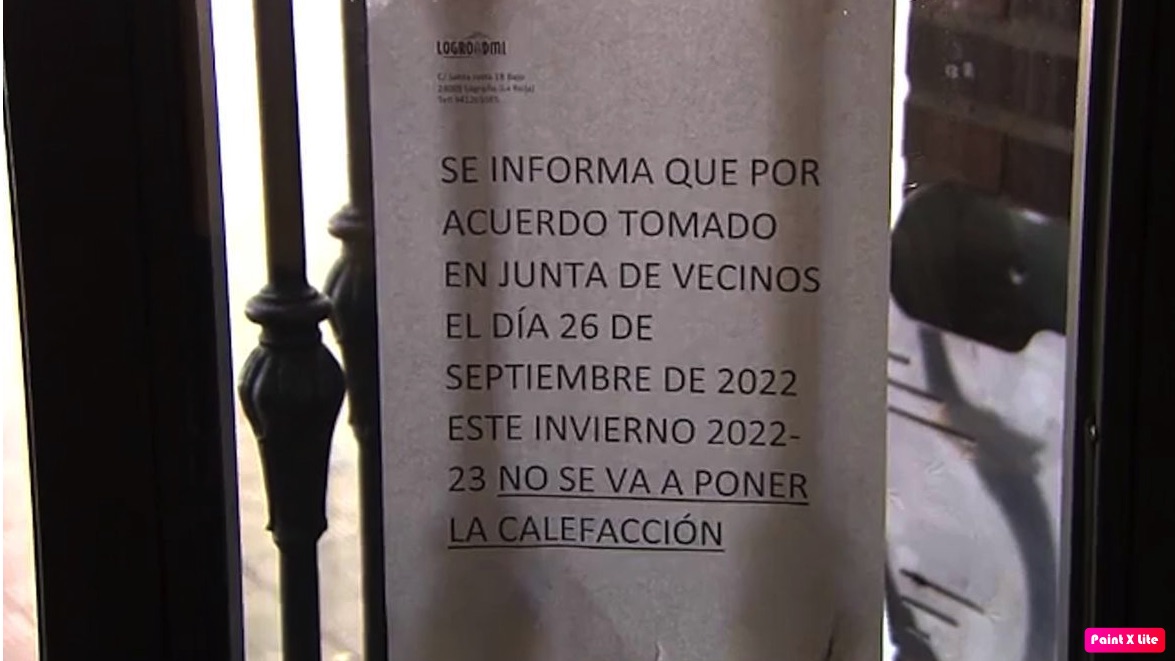 LOGROADMI
SE INFORMA QUE POR
ACUERDO TOMADO
EN JUNTA DE VECINOS
EL DÍA 26 DE
SEPTIEMBRE DE 2022
ESTE INVIERNO 2022-
23 NO SE VA A PONER
LA CALEFACCIÓN
Paint X Lite